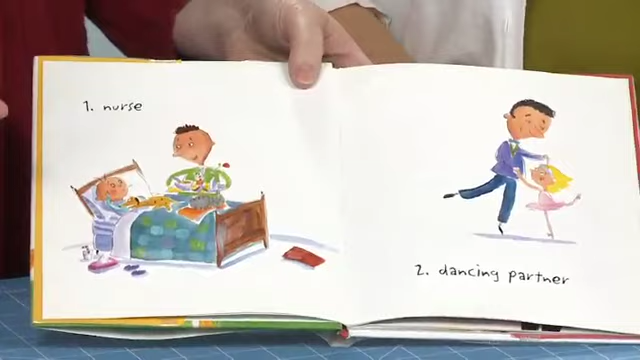 1. nurse
2. dancing partner